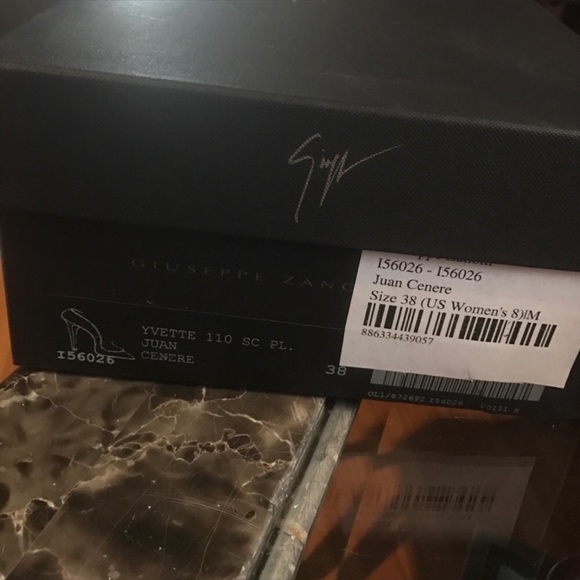 Giuseppe
GIUSEPPE ZANO
I56026 - I56026
Juan Cenere
Size 38 (US Women's 8)|M
886334439057
YVETTE 110 SC PL.
JUAN
CENERE
I56026
38